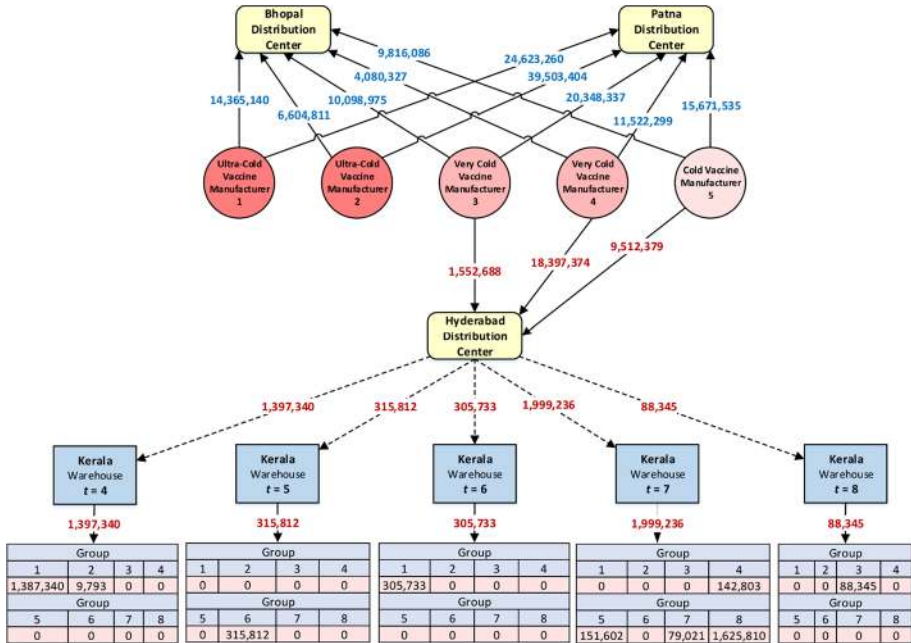 Bhopal
Distribution
Center
Patna
Distribution
Center
9,816,086
24,623,260
4,080,327
39,503,404
14,365,140
10,098,975
20,348,337
15,671,535
6,604,811
11,522,299
Ultra-Cold
Vaccine
Manufacturer
1
Ultra-Cold
Vaccine
Manufacturer
2
Very Cold
Vaccine
Manufacturer
3
Very Cold
Vaccine
Manufacturer
4
Cold Vaccine
Manufacturer
5
9,512,379
18,397,374
1,552,688
Hyderabad
Distribution
Center
1,397,340
315,812
305,733
1,999,236
88,345
Kerala
Warehouse
t = 4
Kerala
Warehouse
t = 5
Kerala
Warehouse
t = 6
Kerala
Warehouse
t = 7
Kerala
Warehouse
t = 8
1,397,340
315,812
305,733
1,999,236
88,345
Group
1 2 3 4
1,387,340 9,793 0 0
5 6 7 8
0 0 0 0
Group
1 2 3 4
0 0 0 0
5 6 7 8
0 315,812 0 0
Group
1 2 3 4
305,733 0 0 0
5 6 7 8
0 0 0 0
Group
1 2 3 4
0 0 0 142,803
5 6 7 8
151,602 0 79,021 1,625,810
Group
1 2 3 4
0 0 88,345 0
5 6 7 8
0 0 0 0